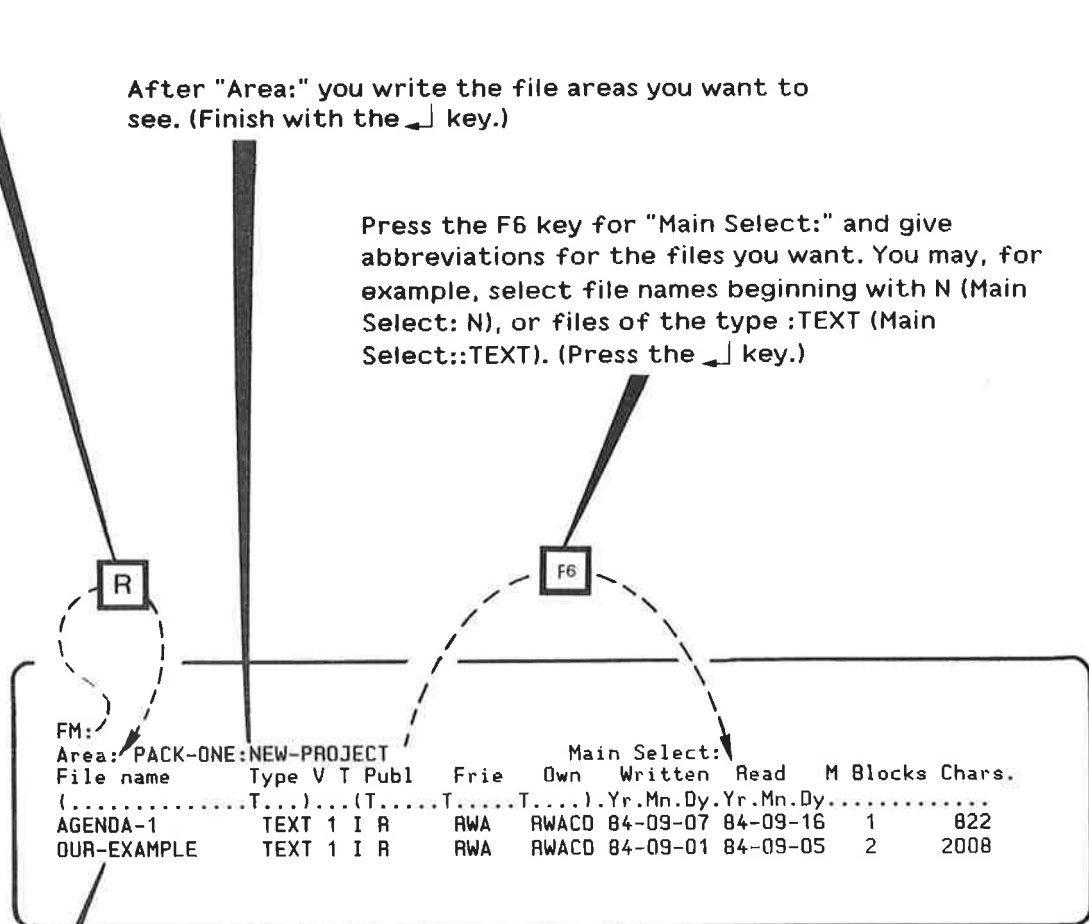 After "Area:" you write the file areas you want to
see. (Finish with the ↵ key.)
Press the F6 key for "Main Select:" and give
abbreviations for the files you want. You may, for
example, select file names beginning with N (Main
Select: N), or files of the type :TEXT (Main
Select::TEXT). (Press the ↵ key.)
R
F6
FM:
Area: PACK-ONE:NEW-PROJECT Main Select:
File name Type V T Publ Frie Own Written Read M Blocks Chars.
(..............T...)...(T.....T.....T....).Yr.Mn.Dy.Yr.Mn.Dy.............
AGENDA-1 TEXT 1 I R RWA RWACD 84-09-07 84-09-16 1 822
OUR-EXAMPLE TEXT 1 I R RWA RWACD 84-09-01 84-09-05 2 2008